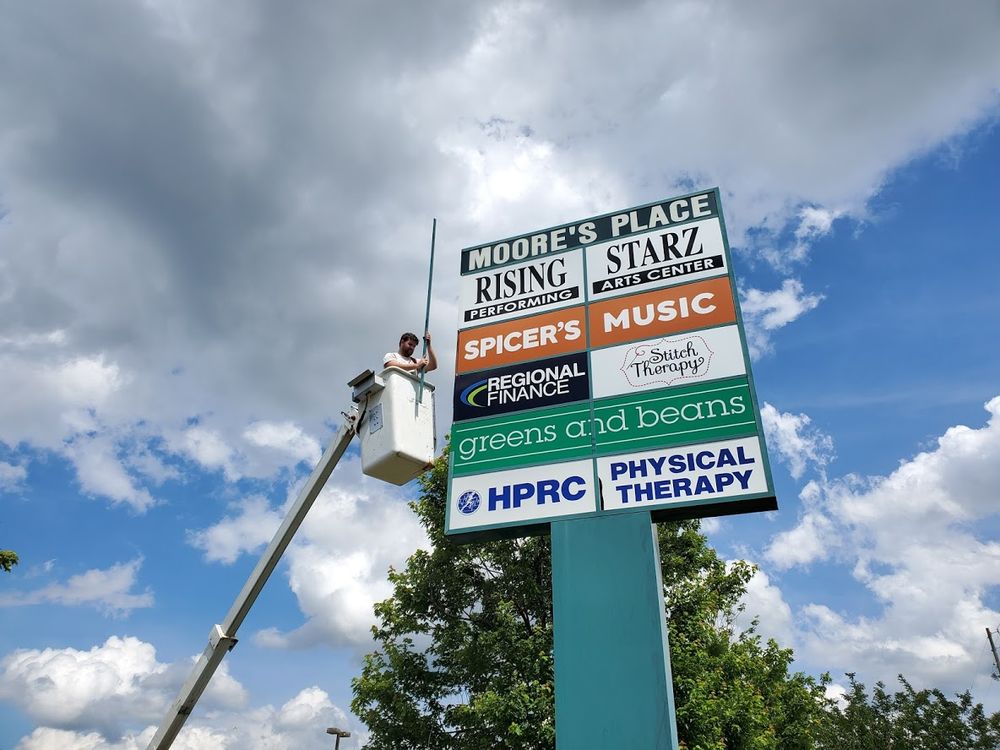 MOORE'S PLACE
RISING STARZ
PERFORMING ARTS CENTER
SPICER'S MUSIC
REGIONAL
FINANCE
Stitch
Therapy
greens and beans
HPRC
PHYSICAL
THERAPY